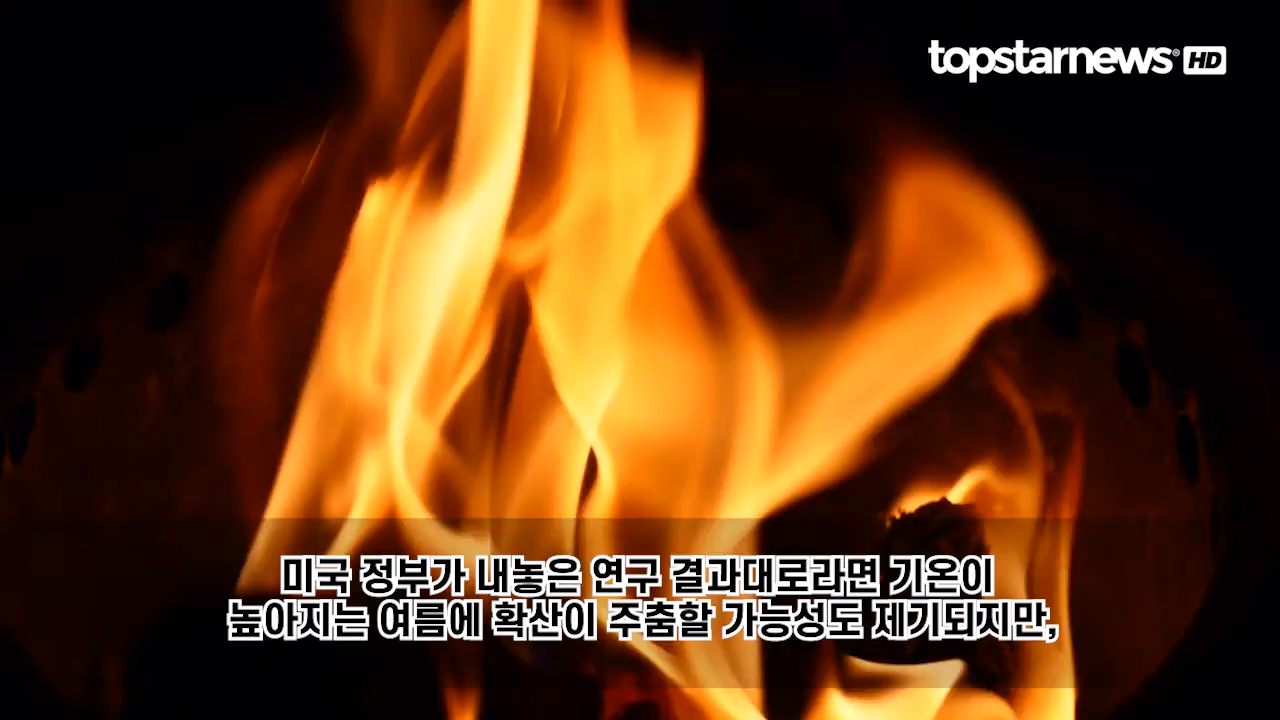 topstarnews® HD
미국 정부가 내놓은 연구 결과대로라면 기온이
높아지는 여름에 확산이 주춤할 가능성도 제기되지만,